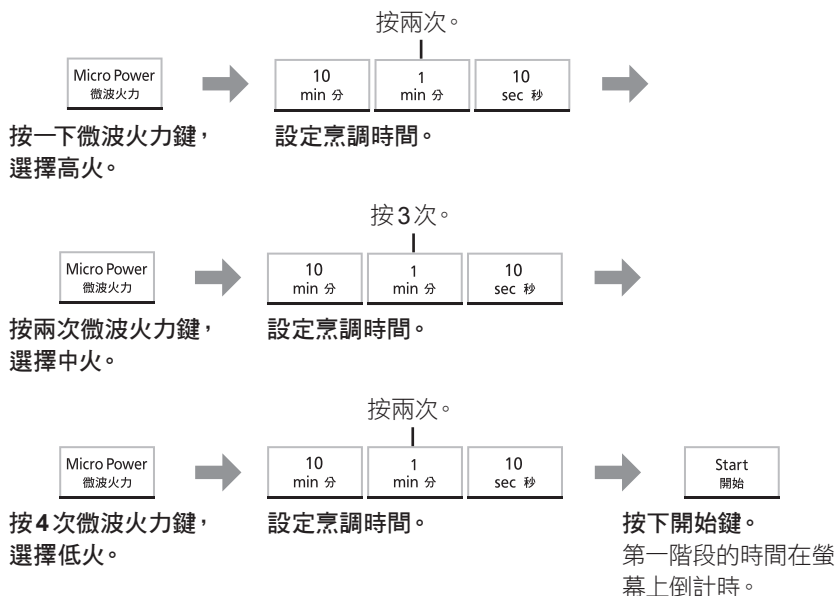 按兩次。
Micro Power
微波火力
10
min 分
1
min 分
10
sec 秒
按一下微波火力鍵，
選擇高火。
設定烹調時間。
按3次。
Micro Power
微波火力
10
min 分
1
min 分
10
sec 秒
按兩次微波火力鍵，
選擇中火。
設定烹調時間。
按兩次。
Micro Power
微波火力
10
min 分
1
min 分
10
sec 秒
Start
開始
按4次微波火力鍵，
選擇低火。
設定烹調時間。
按下開始鍵。
第一階段的時間在螢
幕上倒計時。